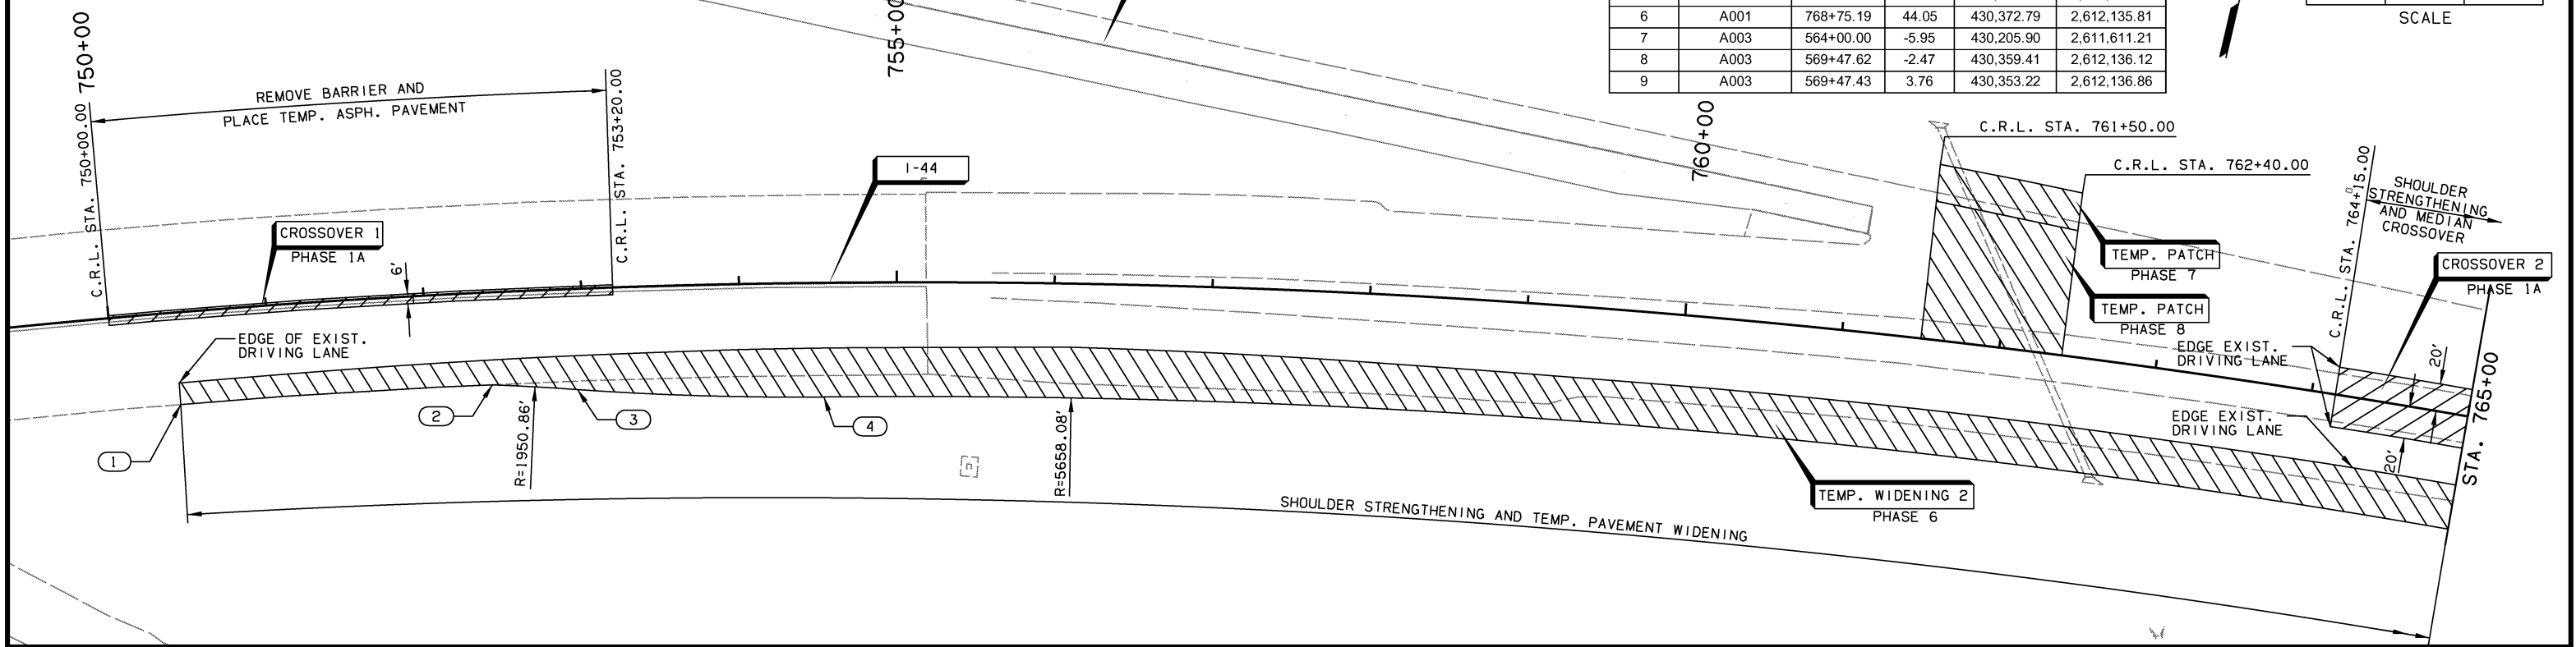 750+00
755+00
760+00
6 A001 768+75.19 44.05 430,372.79 2,612,135.81
7 A003 564+00.00 -5.95 430,205.90 2,611,611.21
8 A003 569+47.62 -2.47 430,359.41 2,612,136.12
9 A003 569+47.43 3.76 430,353.22 2,612,136.86
SCALE
C.R.L. STA. 750+00.00
REMOVE BARRIER AND
PLACE TEMP. ASPH. PAVEMENT
C.R.L. STA. 753+20.00
I-44
C.R.L. STA. 761+50.00
C.R.L. STA. 762+40.00
C.R.L. STA. 764+15.00
SHOULDER
STRENGTHENING
AND MEDIAN
CROSSOVER
CROSSOVER 1
PHASE 1A
6'
TEMP. PATCH
PHASE 7
TEMP. PATCH
PHASE 8
CROSSOVER 2
PHASE 1A
EDGE OF EXIST.
DRIVING LANE
EDGE EXIST.
DRIVING LANE
20'
STA. 765+00
1
2
R=1950.86'
3
4
R=5658.08'
EDGE EXIST.
DRIVING LANE
20'
TEMP. WIDENING 2
PHASE 6
SHOULDER STRENGTHENING AND TEMP. PAVEMENT WIDENING